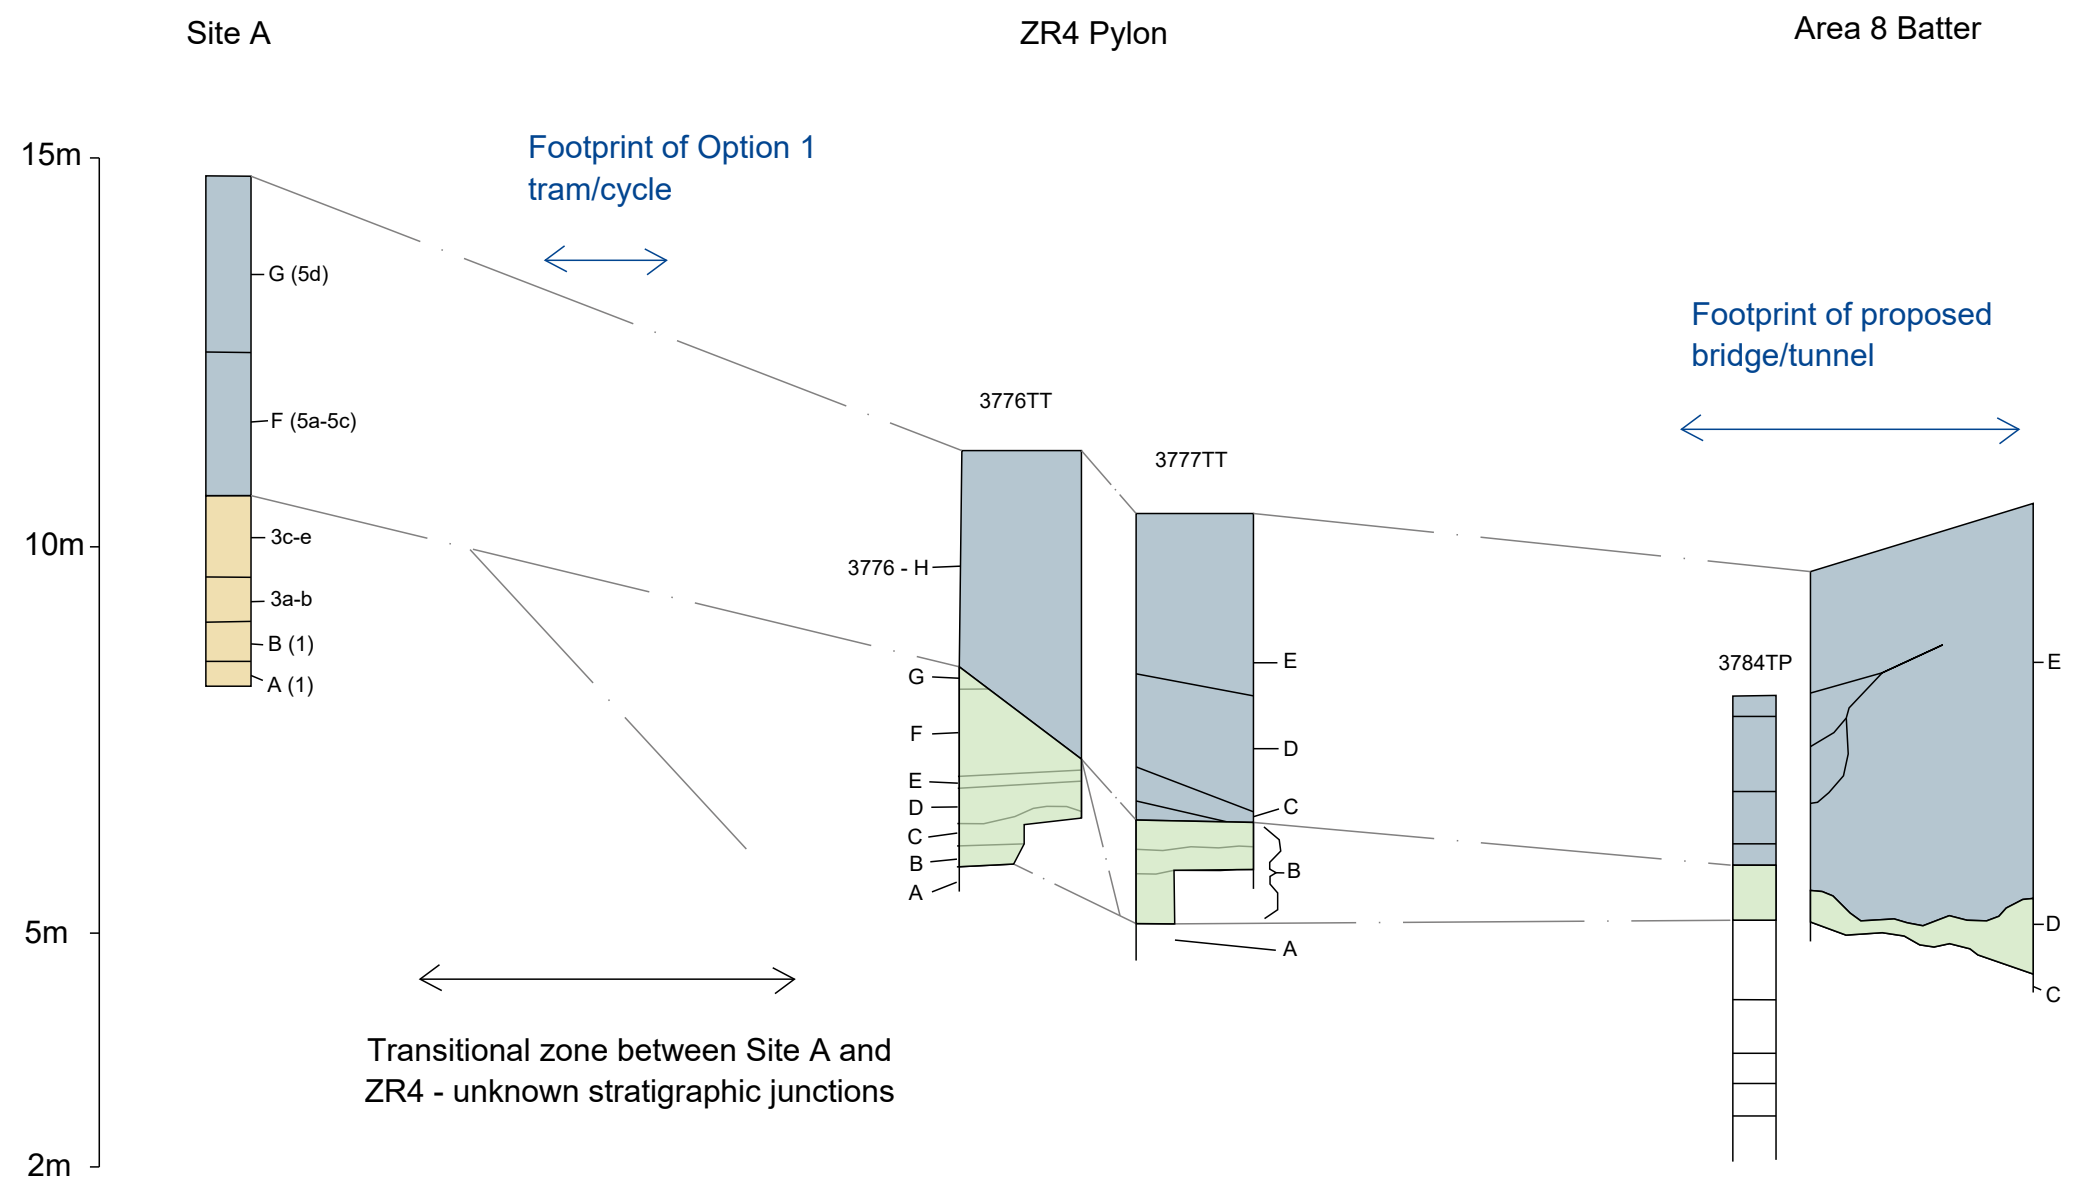 Site A
ZR4 Pylon
Area 8 Batter
Footprint of Option 1
tram/cycle
15m
10m
5m
2m
G (5d)
F (5a-5c)
3c-e
3a-b
B (1)
A (1)
3776TT
3776 - H
G
F
E
D
C
B
A
3777TT
E
D
C
B
A
Footprint of proposed
bridge/tunnel
3784TP
E
D
C
Transitional zone between Site A and
ZR4 - unknown stratigraphic junctions